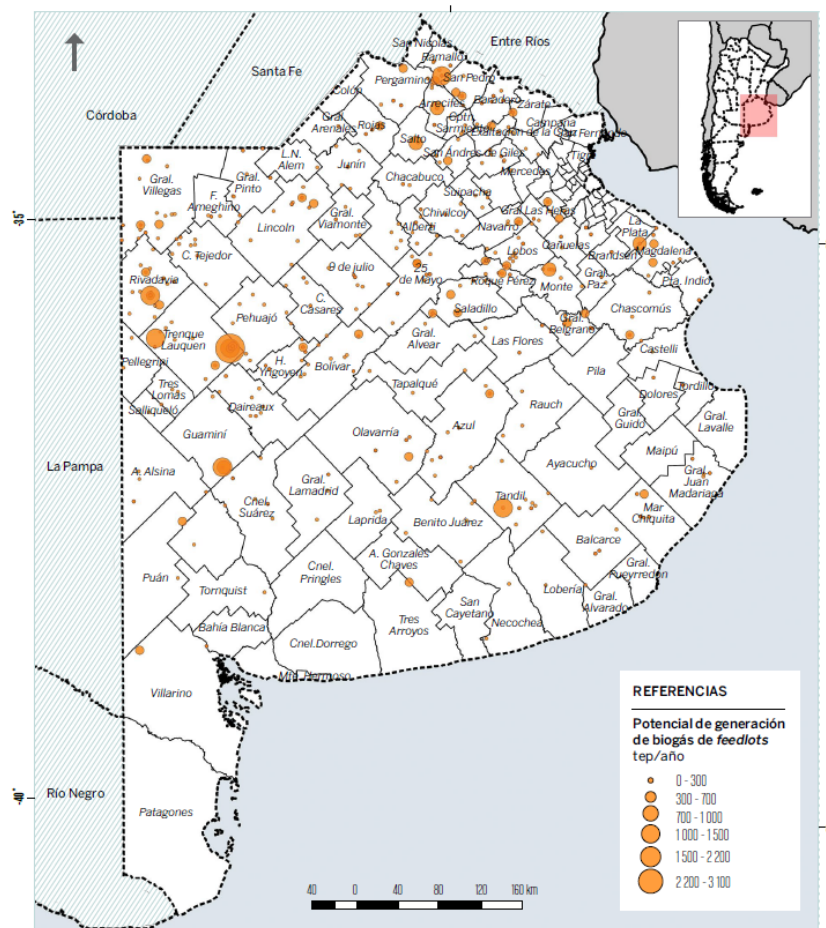 San Nicolás
Entre Ríos
Ramallo
Santa Fe
San Pedro
Pergamino
Colón
Baradero
Zárate
Córdoba
Arrecifes
Gral.
Arenales
Rojas
Cptn.
Sarmiento
Campana
Salto
San Andrés de Giles
Tigre
L.N.
Alem
Junín
Mercedes
Gral.
Villegas
Gral.
Pinto
Chacabuco
F.
Ameghino
Suipacha
-35°
Lincoln
Gral.
Viamonte
Chivilcoy
Alberti
Gral. Las Heras
Navarro
La
Plata
C. Tejedor
9 de julio
25
de Mayo
Lobos
Cañuelas
Brandsen
Magdalena
Rivadavia
Roque Pérez
Monte
Gral.
Paz
Pta. Indio
C.
Casares
Pehuajó
Saladillo
Chascomús
Trenque
Lauquen
Gral.
Alvear
Las Flores
Gral.
Belgrano
Castelli
Pellegrini
H.
Yrigoyen
Bolívar
Pila
Tres
Lomas
Tapalqué
Dolores
Tordillo
Salliqueló
Daireaux
Rauch
Gral.
Guido
Gral.
Lavalle
Guaminí
Olavarría
Azul
La Pampa
A. Alsina
Ayacucho
Maipú
Gral.
Lamadrid
Gral.
Juan
Madariaga
Cnel.
Suárez
Tandil
Laprida
Benito Juárez
Mar
Chiquita
Balcarce
Puán
A. Gonzales
Chaves
Cnel.
Pringles
Gral.
Pueyrredón
Tornquist
Lobería
Gral.
Alvarado
San
Cayetano
Tres
Arroyos
Necochea
Bahía Blanca
Cnel.Dorrego
Mte. Hermoso
Villarino
Río Negro
-40°
Patagones
REFERENCIAS
Potencial de generación
de biogás de feedlots
tep/año
0 - 300
300 - 700
700 - 1 000
1 000 - 1 500
1 500 - 2 200
2 200 - 3 100
40 0 40 80 120 160 km